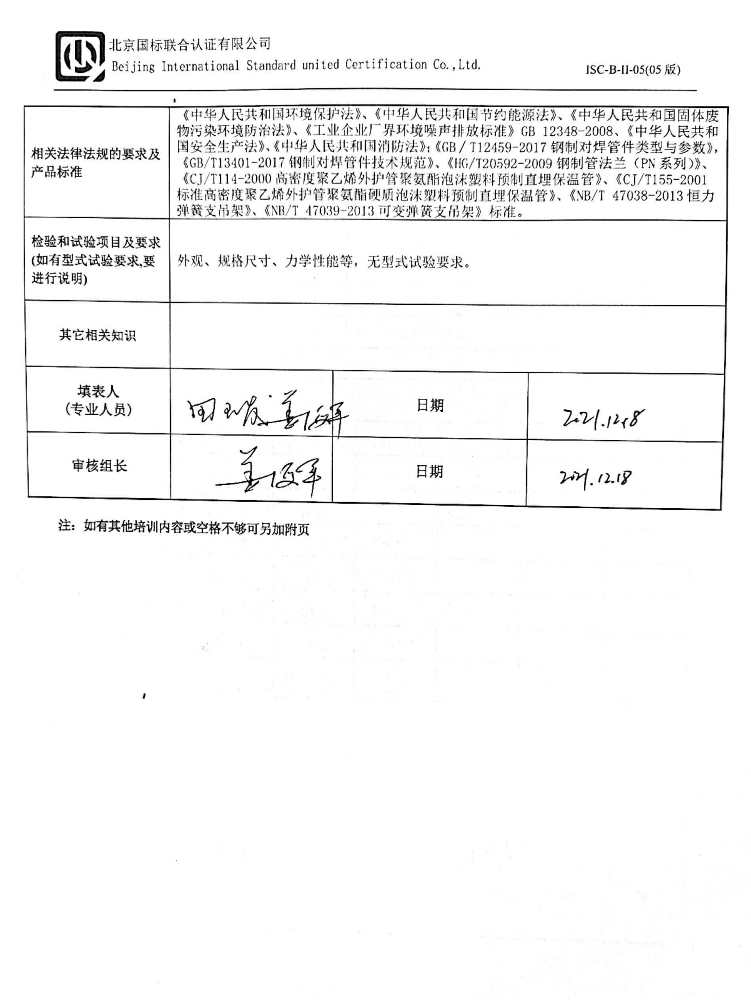 北京国标联合认证有限公司
Beijing International Standard united Certification Co.,Ltd.
ISC-B-II-05(05 版)
相关法律法规的要求及
产品标准
《中华人民共和国环境保护法》、《中华人民共和国节约能源法》、《中华人民共和国固体废
物污染环境防治法》、《工业企业厂界环境噪声排放标准》GB 12348-2008、《中华人民共和
国安全生产法》、《中华人民共和国消防法》;《GB／T12459-2017 钢制对焊管件类型与参数》,
《GB/T13401-2017 钢制对焊管件技术规范》、《HG/T20592-2009 钢制管法兰（PN 系列）》、
《CJ/T114-2000 高密度聚乙烯外护管聚氨酯泡沫塑料预制直埋保温管》、《CJ/T155-2001
标准高密度聚乙烯外护管聚氨酯硬质泡沫塑料预制直埋保温管》、《NB/T 47038-2013 恒力
弹簧支吊架》、《NB/T 47039-2013 可变弹簧支吊架》标准。
检验和试验项目及要求
(如有型式试验要求,要
进行说明)
外观、规格尺寸、力学性能等，无型式试验要求。
其它相关知识
填表人
(专业人员)
日期
2021.12.18
审核组长
日期
2021.12.18
注：如有其他培训内容或空格不够可另加附页